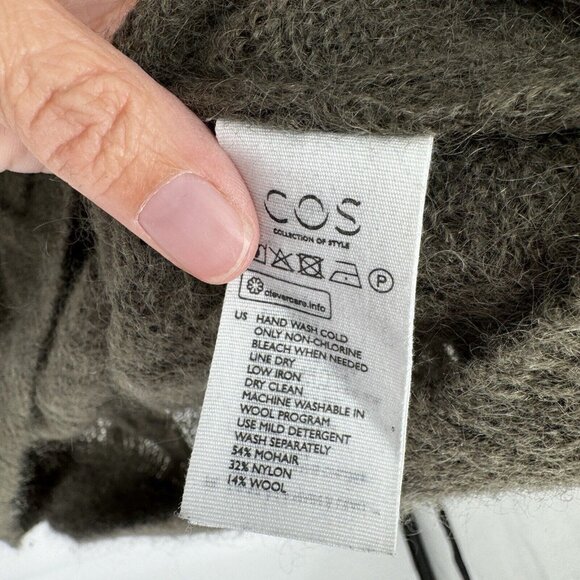 COS
COLLECTION OF STYLE
P
clevercare.info
US HAND WASH COLD
ONLY NON-CHLORINE
BLEACH WHEN NEEDED
LINE DRY
LOW IRON
DRY CLEAN
MACHINE WASHABLE IN
WOOL PROGRAM
USE MILD DETERGENT
WASH SEPARATELY
54% MOHAIR
32% NYLON
14% WOOL